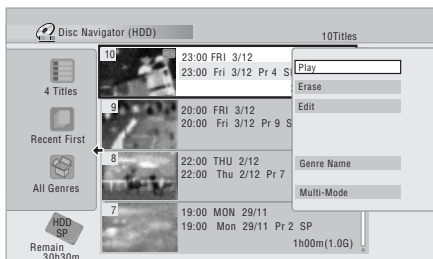 Disc Navigator (HDD)
10Titles
4 Titles
Recent First
All Genres
HDD
SP
Remain
30h30m
10
23:00 FRI 3/12
23:00 Fri 3/12 Pr 4 S
9
20:00 FRI 3/12
20:00 Fri 3/12 Pr 9 S
8
22:00 THU 2/12
22:00 Thu 2/12 Pr 7
7
19:00 MON 29/11
19:00 Mon 29/11 Pr 2 SP
1h00m(1.0G)
Play
Erase
Edit
Genre Name
Multi-Mode